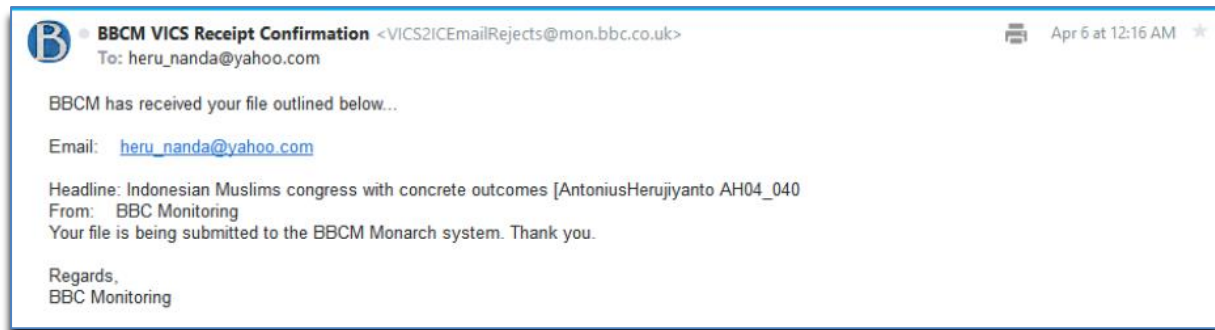 B
BBCM VICS Receipt Confirmation <VICS2ICEmailRejects@mon.bbc.co.uk>
Apr 6 at 12:16 AM
To: heru_nanda@yahoo.com
BBCM has received your file outlined below...
Email: heru_nanda@yahoo.com
Headline: Indonesian Muslims congress with concrete outcomes [AntoniusHerujiyanto AH04_040
From: BBC Monitoring
Your file is being submitted to the BBCM Monarch system. Thank you.
Regards,
BBC Monitoring